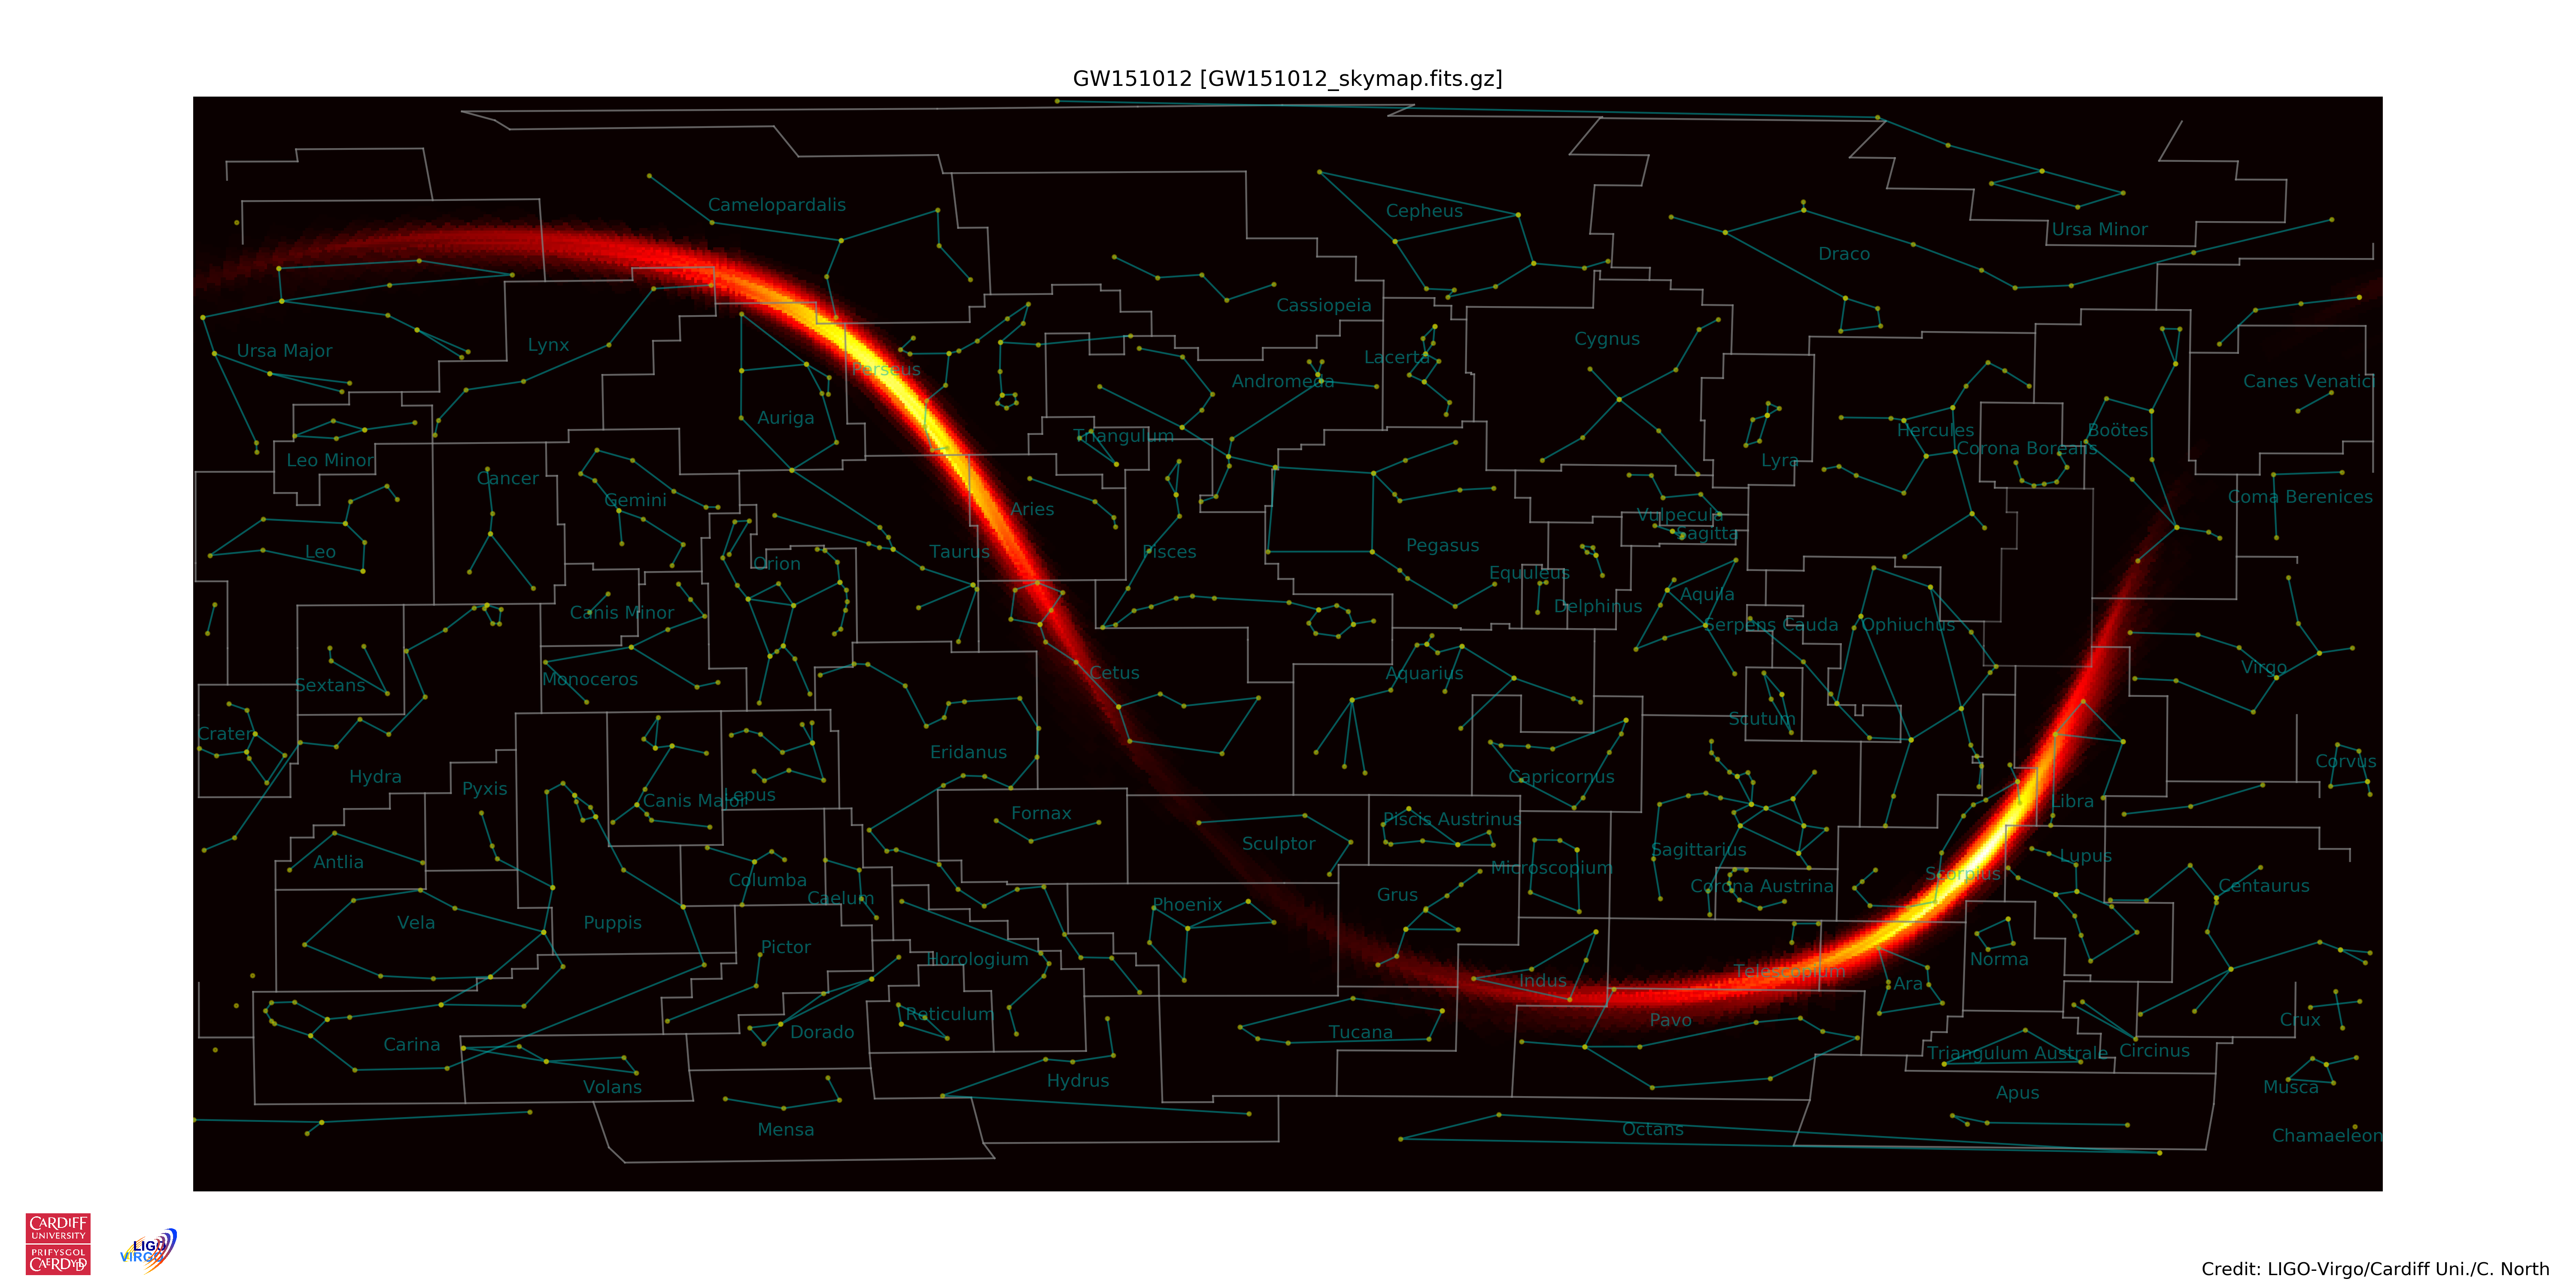 GW151012 [GW151012_skymap.fits.gz]
Camelopardalis
Cepheus
Ursa Minor
Draco
Cassiopeia
Cygnus
Ursa Major
Lynx
Lacerta
Perseus
Andromeda
Canes Venatici
Auriga
Triangulum
Hercules
Boötes
Corona Borealis
Leo Minor
Lyra
Cancer
Gemini
Coma Berenices
Aries
Vulpecula
Sagitta
Leo
Taurus
Pisces
Pegasus
Orion
Equuleus
Aquila
Delphinus
Canis Minor
Serpens Cauda
Ophiuchus
Virgo
Cetus
Aquarius
Monoceros
Sextans
Scutum
Crater
Eridanus
Corvus
Hydra
Capricornus
Pyxis
Lepus
Canis Major
Libra
Fornax
Piscis Austrinus
Sculptor
Sagittarius
Lupus
Antlia
Microscopium
Scorpius
Columba
Corona Austrina
Centaurus
Grus
Caelum
Phoenix
Vela
Puppis
Pictor
Horologium
Norma
Telescopium
Indus
Ara
Reticulum
Pavo
Crux
Dorado
Tucana
Carina
Triangulum Australe
Circinus
Hydrus
Volans
Musca
Apus
Mensa
Octans
Chamaeleon
CARDIFF
UNIVERSITY
PRIFYSGOL
CAERDYDD
LIGO
VIRGO
Credit: LIGO-Virgo/Cardiff Uni./C. North